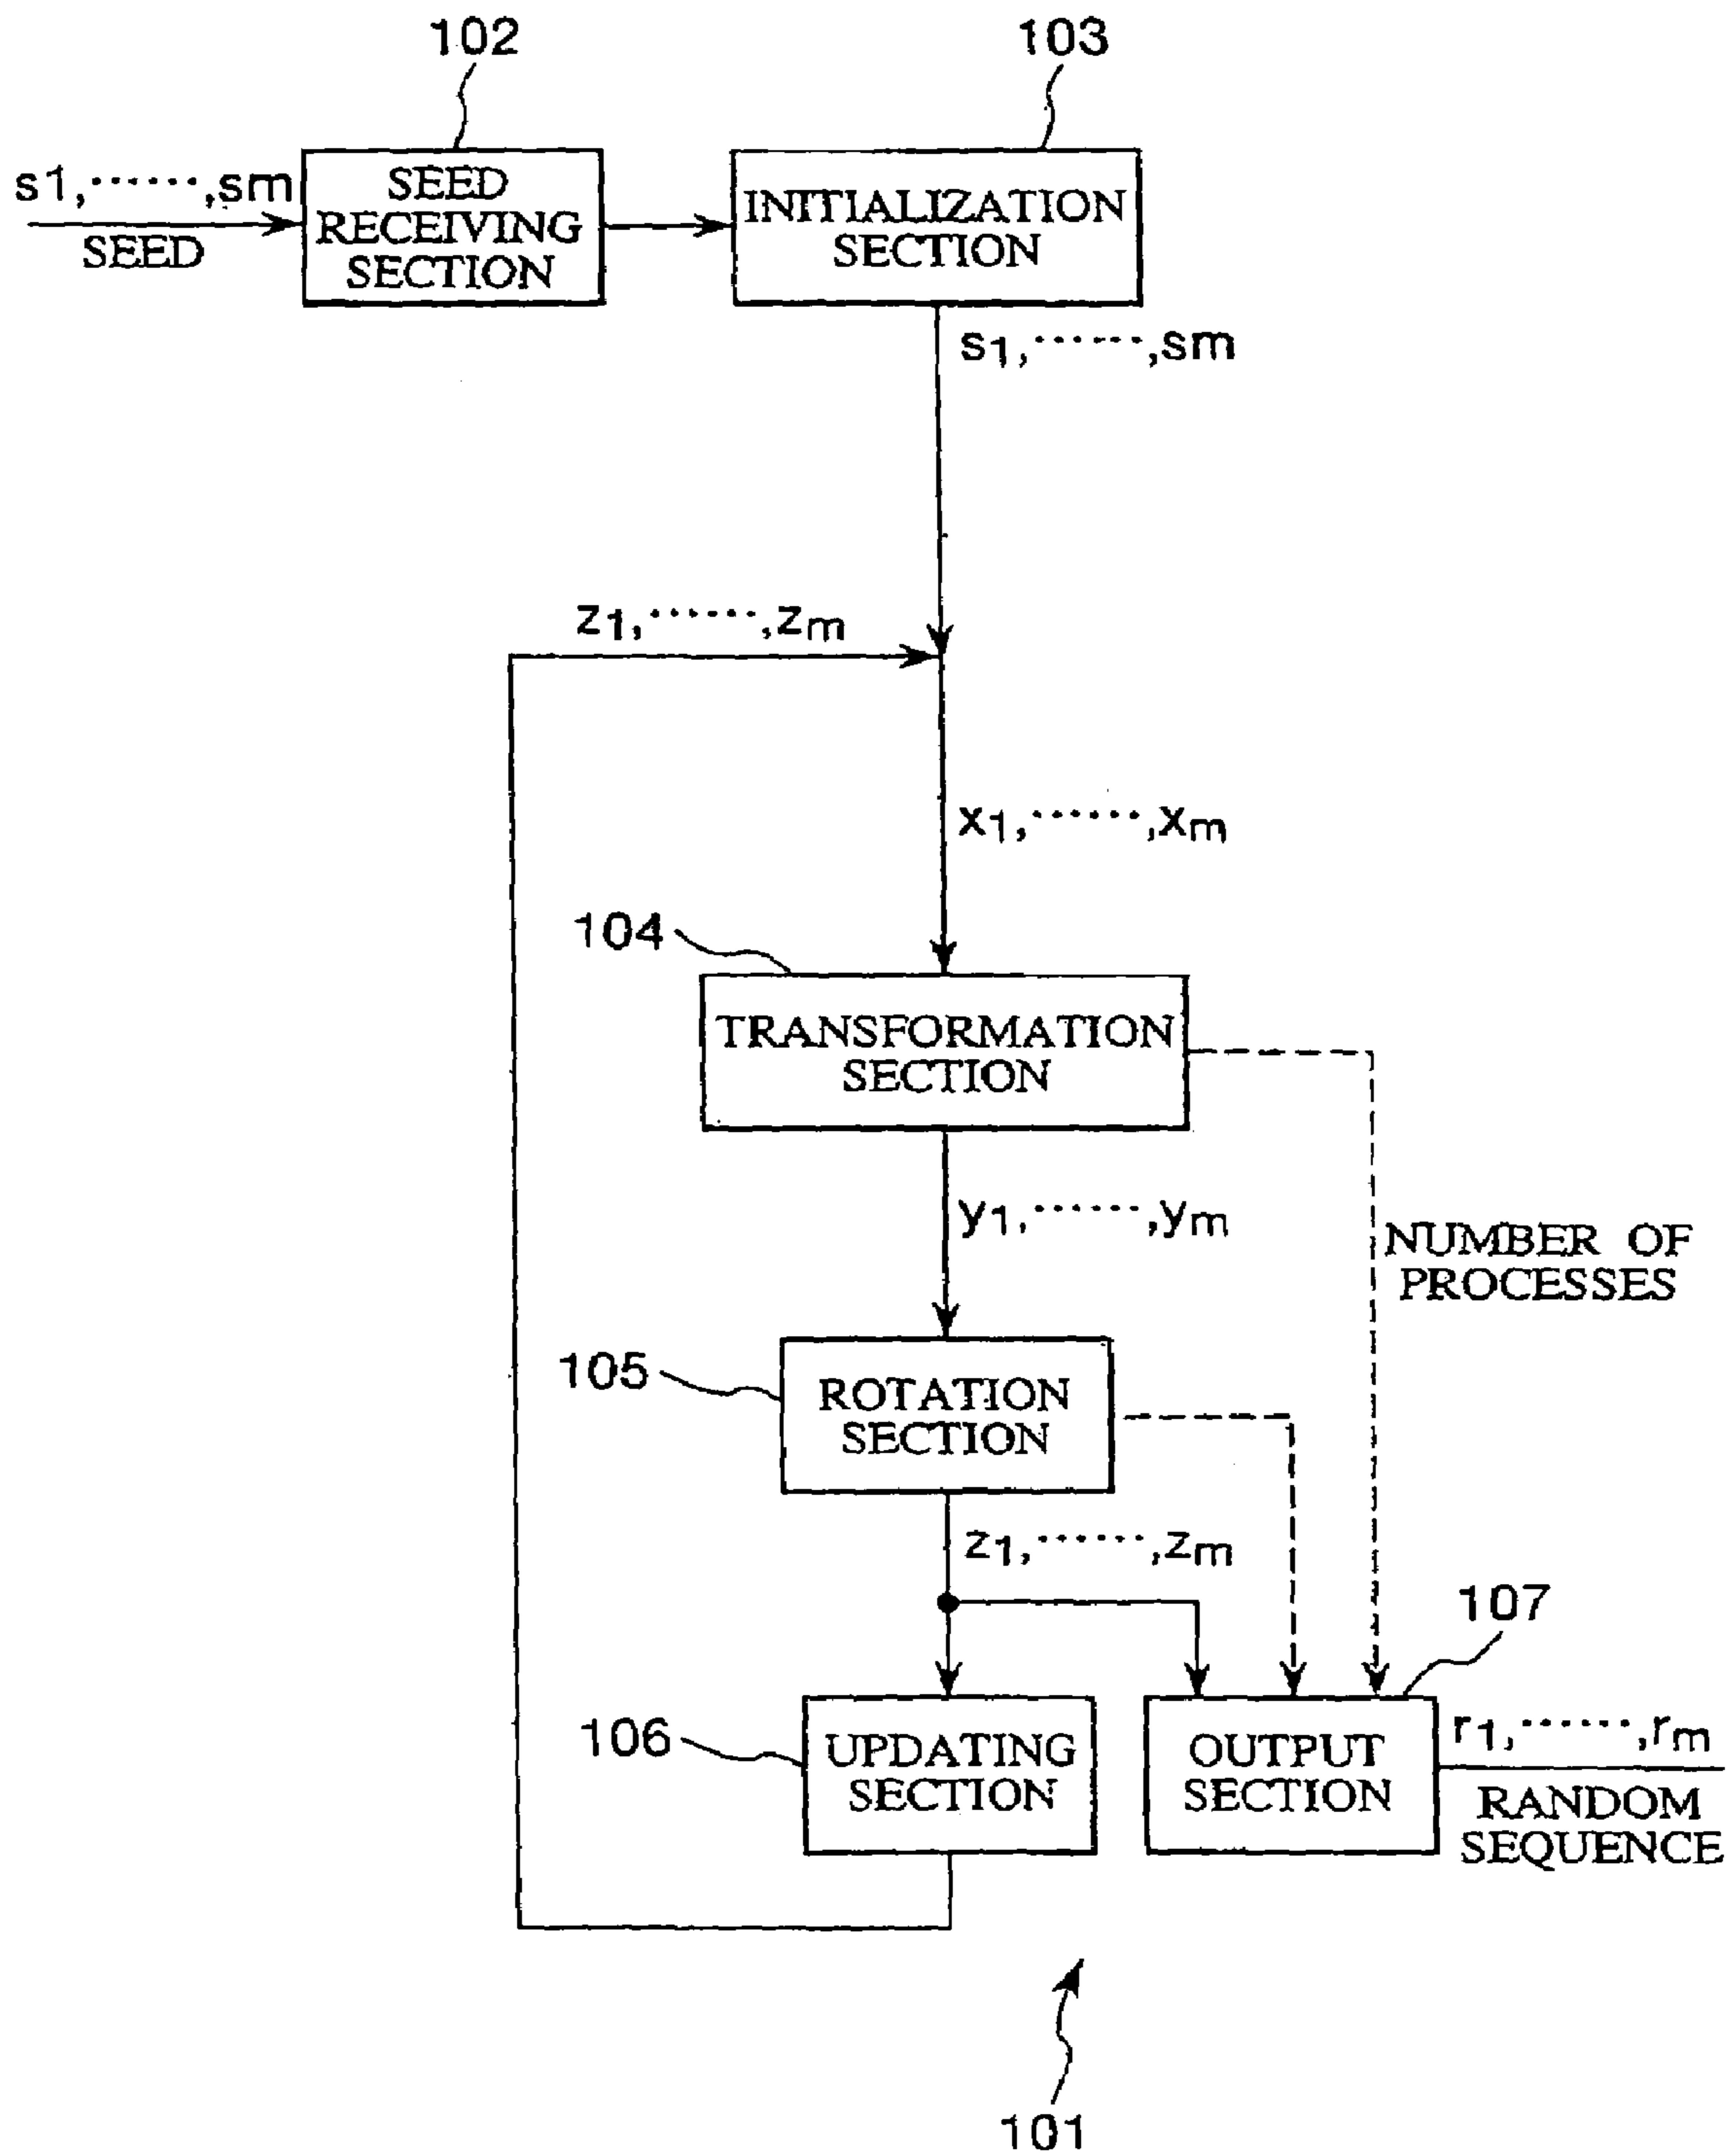 102
103
s1,······,sm
SEED
SEED
RECEIVING
SECTION
INITIALIZATION
SECTION
s1,······,sm
z1,······,zm
x1,······,xm
104
TRANSFORMATION
SECTION
y1,······,ym
NUMBER OF
PROCESSES
105
ROTATION
SECTION
z1,······,zm
107
106
UPDATING
SECTION
OUTPUT
SECTION
r1,······,rm
RANDOM
SEQUENCE
101